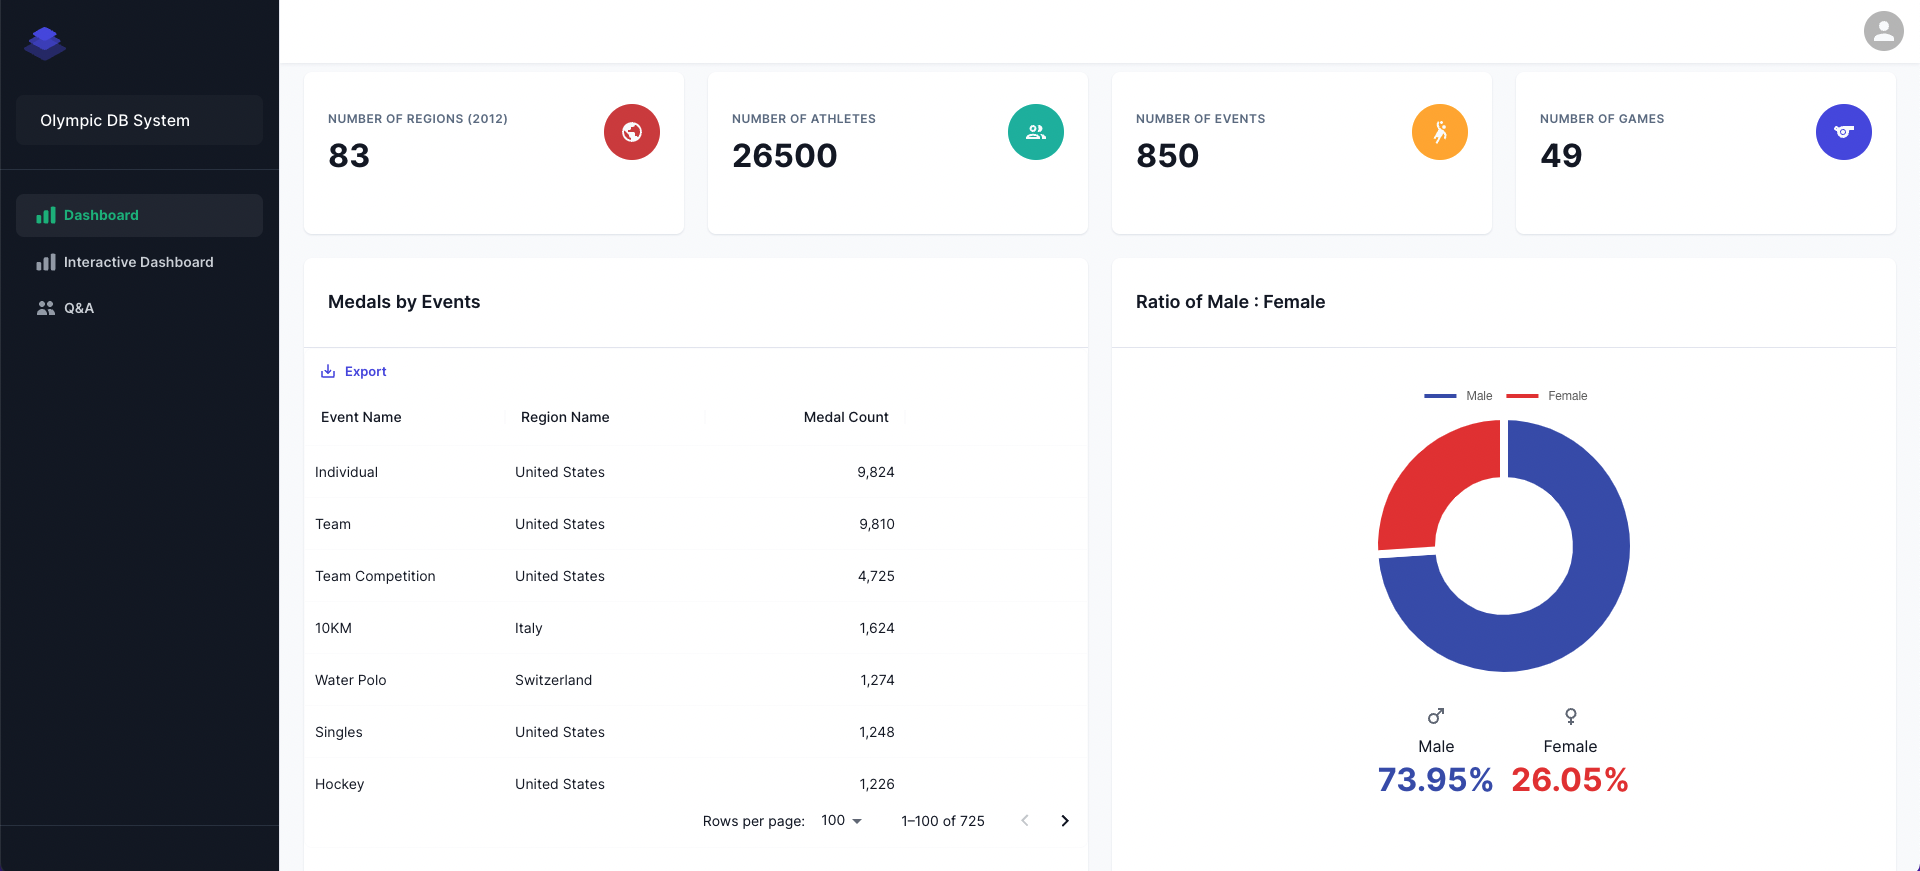 Olympic DB System
Dashboard
Interactive Dashboard
Q&A
NUMBER OF REGIONS (2012)
83
NUMBER OF ATHLETES
26500
NUMBER OF EVENTS
850
NUMBER OF GAMES
49
Medals by Events
Export
Event Name Region Name Medal Count
Individual United States 9,824
Team United States 9,810
Team Competition United States 4,725
10KM Italy 1,624
Water Polo Switzerland 1,274
Singles United States 1,248
Hockey United States 1,226
Rows per page: 100 1–100 of 725
Ratio of Male : Female
Male Female
Male Female
73.95% 26.05%